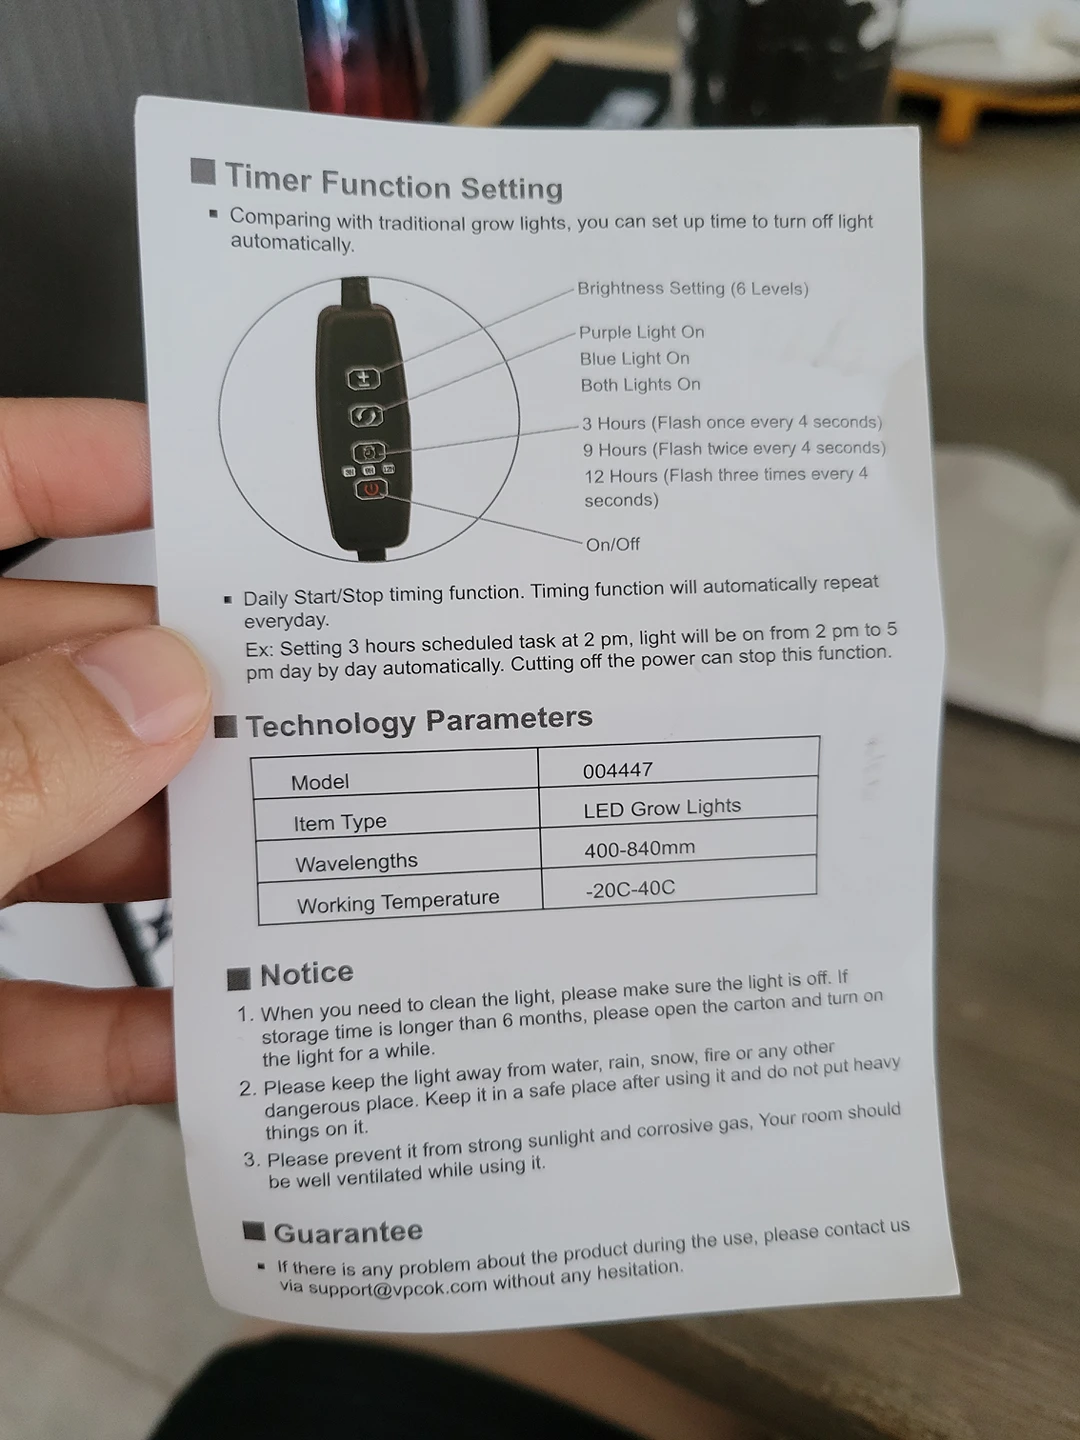 Timer Function Setting
Comparing with traditional grow lights, you can set up time to turn off light
automatically.
Brightness Setting (6 Levels)
Purple Light On
Blue Light On
Both Lights On
3 Hours (Flash once every 4 seconds)
9 Hours (Flash twice every 4 seconds)
12 Hours (Flash three times every 4
seconds)
On/Off
Daily Start/Stop timing function. Timing function will automatically repeat
everyday.
Ex: Setting 3 hours scheduled task at 2 pm, light will be on from 2 pm to 5
pm day by day automatically. Cutting off the power can stop this function.
Technology Parameters
Model 004447
Item Type LED Grow Lights
Wavelengths 400-840mm
Working Temperature -20C-40C
Notice
1. When you need to clean the light, please make sure the light is off. If
storage time is longer than 6 months, please open the carton and turn on
the light for a while.
2. Please keep the light away from water, rain, snow, fire or any other
dangerous place. Keep it in a safe place after using it and do not put heavy
things on it.
3. Please prevent it from strong sunlight and corrosive gas, Your room should
be well ventilated while using it.
Guarantee
If there is any problem about the product during the use, please contact us
via support@vpcok.com without any hesitation.